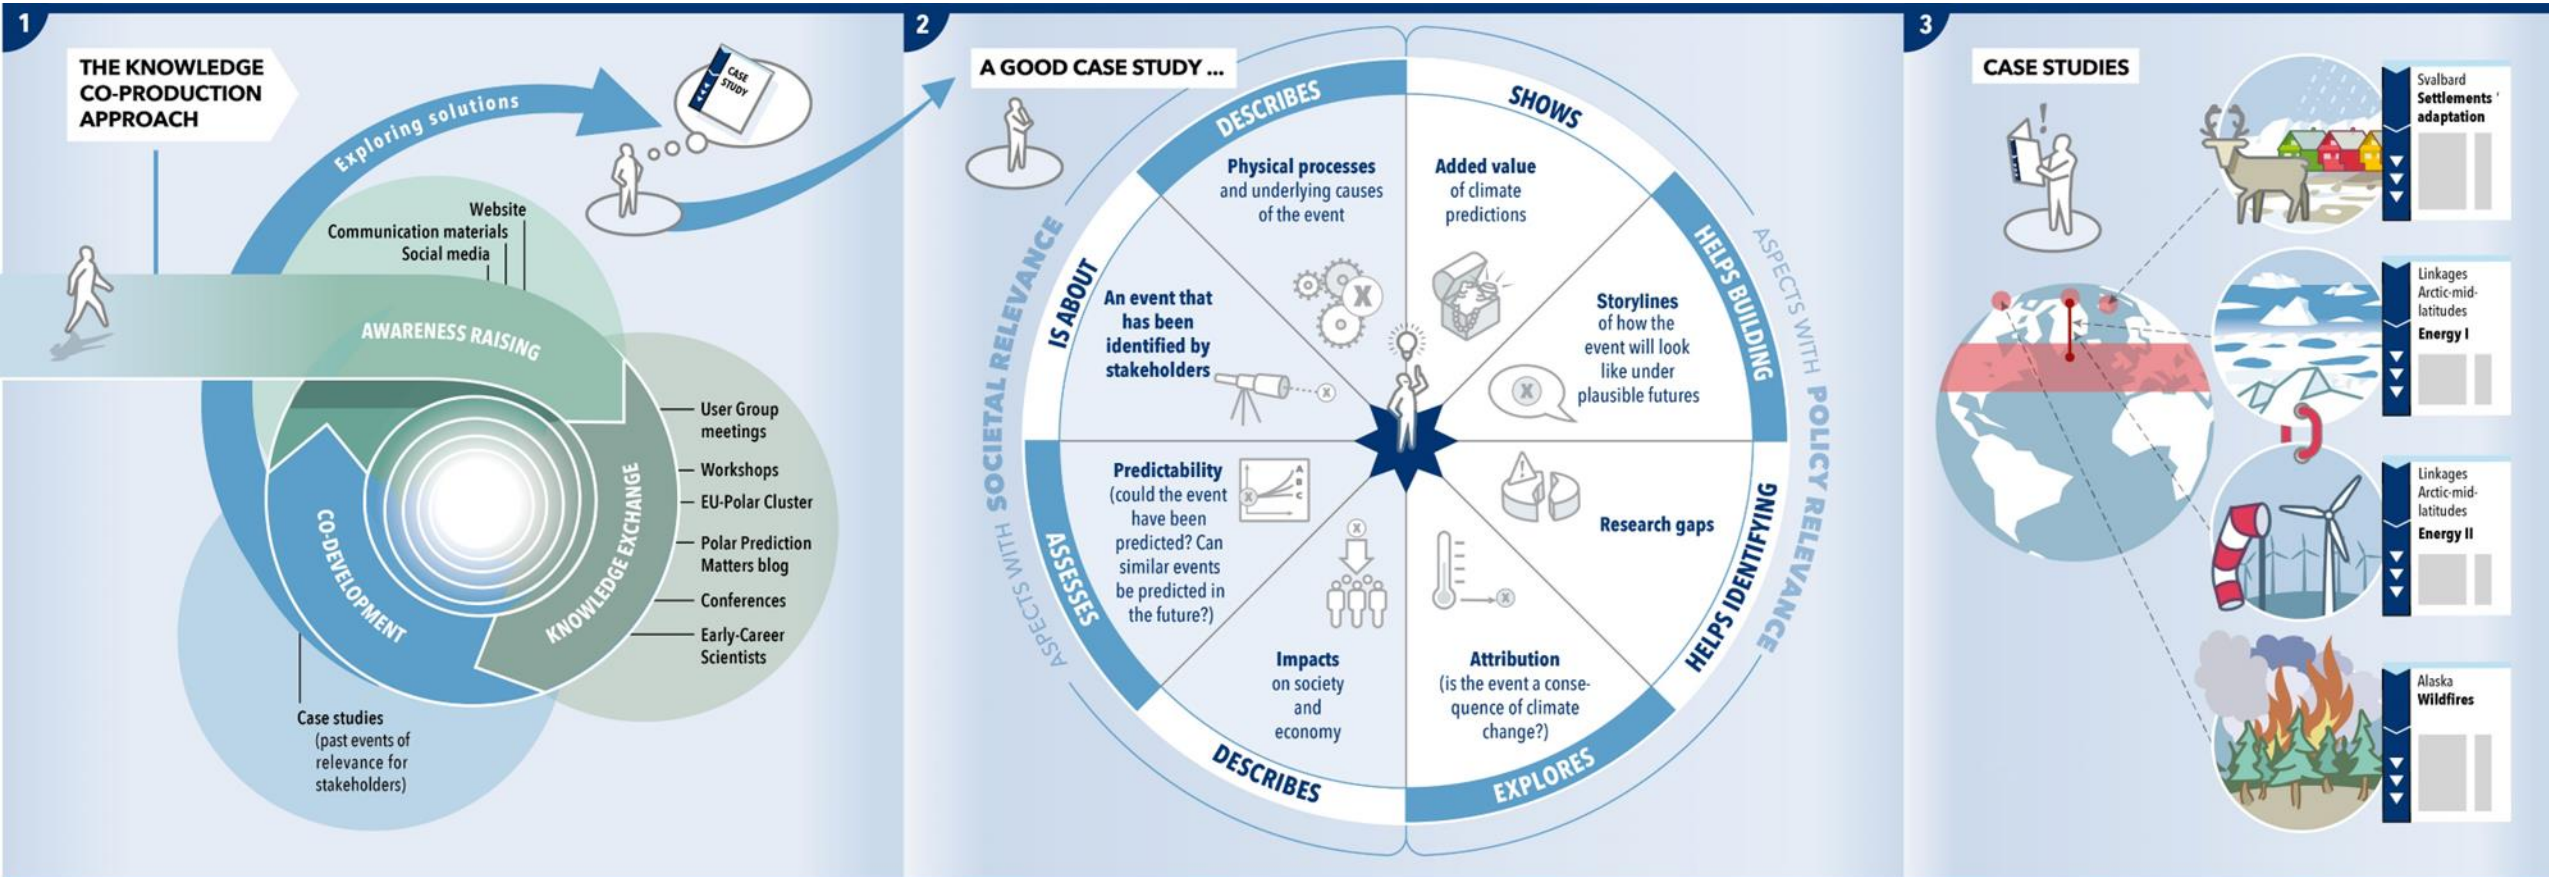 1
THE KNOWLEDGE
CO-PRODUCTION
APPROACH
Exploring solutions
CASE
STUDY
Website
Communication materials
Social media
AWARENESS RAISING
User Group
meetings
Workshops
EU-Polar Cluster
Polar Prediction
Matters blog
Conferences
Early-Career
Scientists
KNOWLEDGE EXCHANGE
CO-DEVELOPMENT
Case studies
(past events of
relevance for
stakeholders)
2
A GOOD CASE STUDY ...
ASPECTS WITH SOCIETAL RELEVANCE
IS ABOUT
An event that
has been
identified by
stakeholders
X
DESCRIBES
Physical processes
and underlying causes
of the event
X
SHOWS
Added value
of climate
predictions
HELPS BUILDING
Storylines
of how the
event will look
like under
plausible futures
X
ASPECTS WITH POLICY RELEVANCE
HELPS IDENTIFYING
Research gaps
!
X
EXPLORES
Attribution
(is the event a conse-
quence of climate
change?)
X
DESCRIBES
Impacts
on society
and
economy
X
ASSESSES
Predictability
(could the event
have been
predicted? Can
similar events
be predicted in
the future?)
X
A
B
C
3
CASE STUDIES
!
Svalbard
Settlements '
adaptation
Linkages
Arctic-mid-
latitudes
Energy I
Linkages
Arctic-mid-
latitudes
Energy II
Alaska
Wildfires